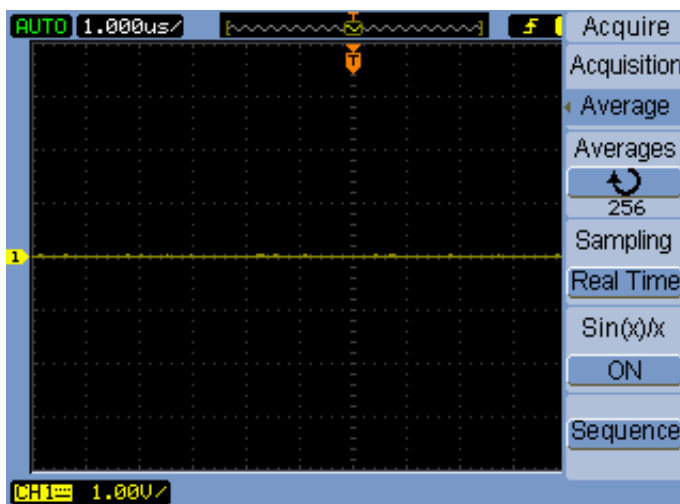 AUTO 1.000us/
T
1
CH1 1.00V/
Acquire
Acquisition
Average
Averages
256
Sampling
Real Time
Sin(x)/x
ON
Sequence